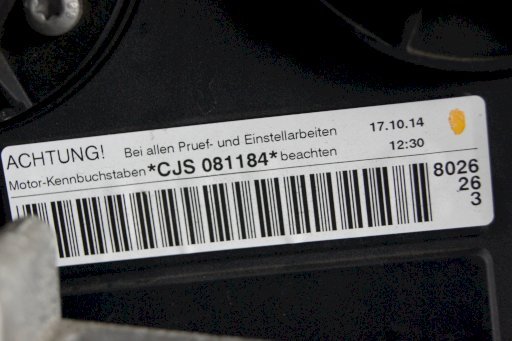 ACHTUNG! Bei allen Pruef- und Einstellarbeiten 17.10.14
Motor-Kennbuchstaben *CJS 081184* beachten 12:30
8026
26
3